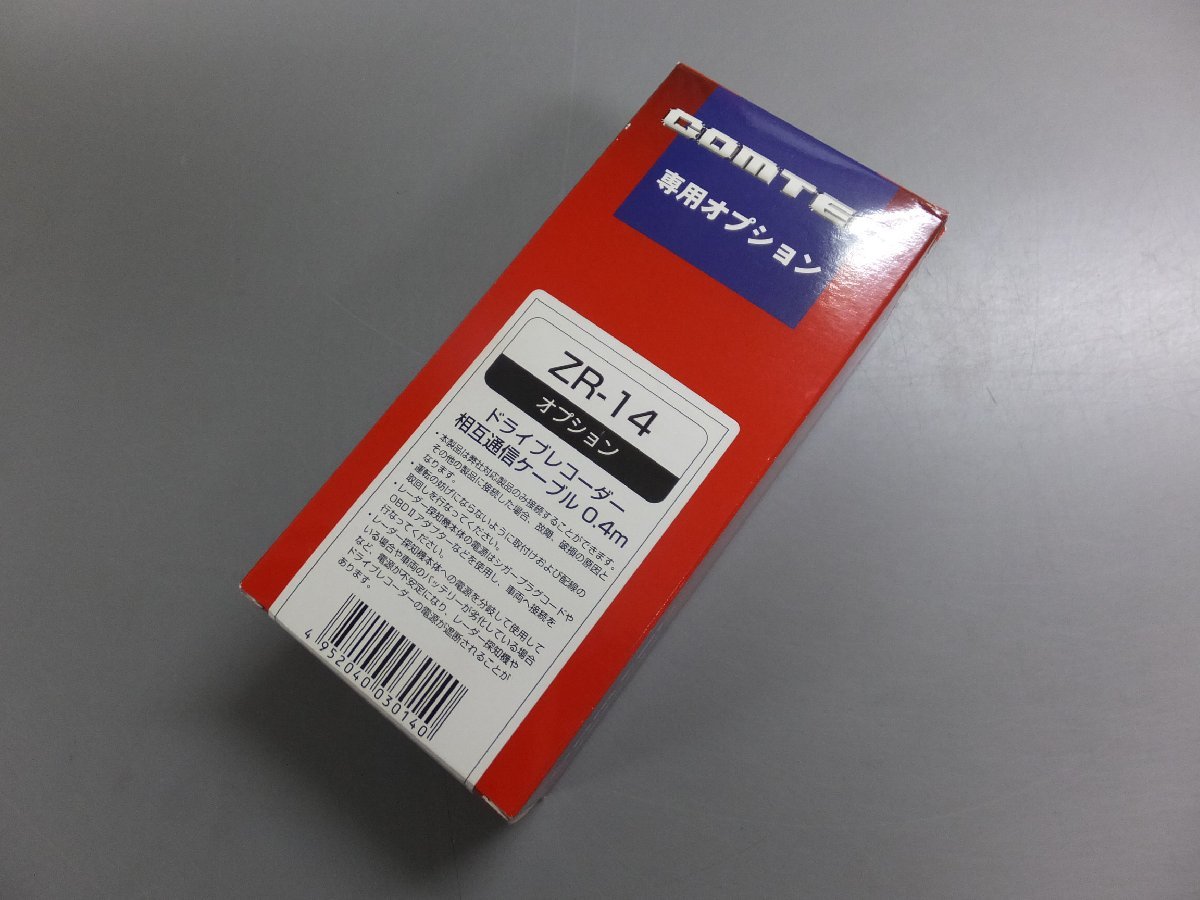 COMTE
専用オプション
ZR-14
オプション
ドライブレコーダー
相互通信ケーブル 0.4m
・本製品は弊社対応製品のみ接続することができます。
その他の製品に接続した場合、故障、破損の原因と
なります。
・運転の妨げにならないように取付けおよび配線の
取回しを行なってください。
・レーダー探知機本体の電源はシガープラグコードや
OBDⅡアダプターなどを使用し、車両へ接続を
行なってください。
・レーダー探知機本体への電源を分岐して使用して
いる場合や車両のバッテリーが劣化している場合
など、電源が不安定になり、レーダー探知機や
ドライブレコーダーの電源が遮断されることが
あります。
4 952040 030140